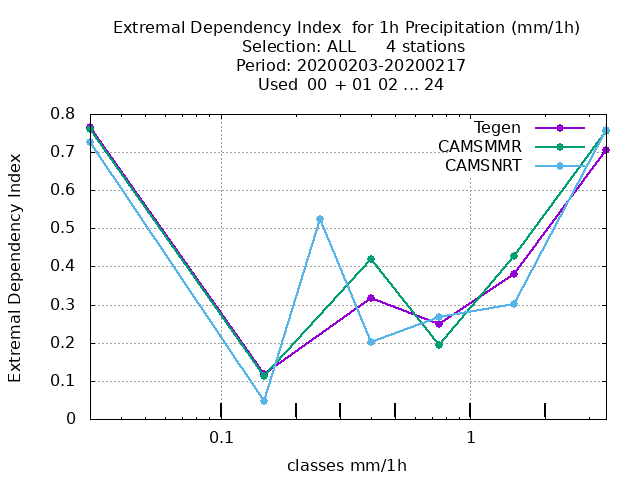 Extremal Dependency Index  for 1h Precipitation (mm/1h)
Selection: ALL      4 stations
Period: 20200203-20200217
Used  00  + 01 02 ... 24
Tegen
CAMSMMR
CAMSNRT
Extremal Dependency Index
0.8
0.7
0.6
0.5
0.4
0.3
0.2
0.1
0
0.1
1
classes mm/1h